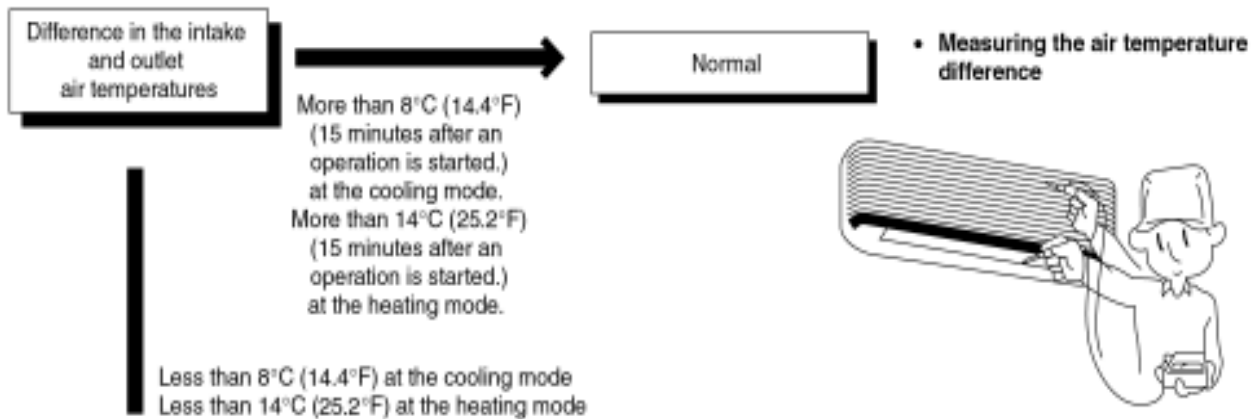 Difference in the intake
and outlet
air temperatures
More than 8°C (14.4°F)
(15 minutes after an
operation is started.)
at the cooling mode.
More than 14°C (25.2°F)
(15 minutes after an
operation is started.)
at the heating mode.
Normal
• Measuring the air temperature
difference
Less than 8°C (14.4°F) at the cooling mode
Less than 14°C (25.2°F) at the heating mode